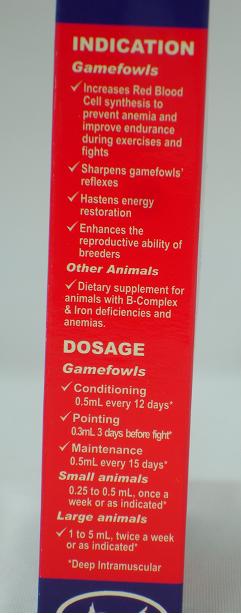 INDICATION
Gamefowls
✓ Increases Red Blood
Cell synthesis to
prevent anemia and
improve endurance
during exercises and
fights
✓ Sharpens gamefowls'
reflexes
✓ Hastens energy
restoration
✓ Enhances the
reproductive ability of
breeders
Other Animals
✓ Dietary supplement for
animals with B-Complex
& Iron deficiencies and
anemias.
DOSAGE
Gamefowls
✓ Conditioning
0.5mL every 12 days*
✓ Pointing
0.3mL 3 days before fight*
✓ Maintenance
0.5mL every 15 days*
Small animals
0.25 to 0.5 mL, once a
week or as indicated*
Large animals
✓ 1 to 5 mL, twice a week
or as indicated*
*Deep Intramuscular